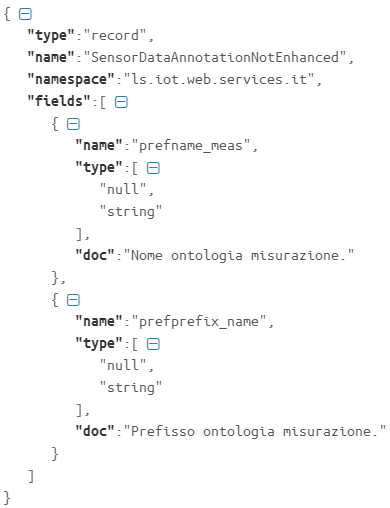 {
"type":"record",
"name":"SensorDataAnnotationNotEnhanced",
"namespace":"ls.iot.web.services.it",
"fields":[
{
"name":"prefname_meas",
"type":[
"null",
"string"
],
"doc":"Nome ontologia misurazione."
},
{
"name":"prefprefix_name",
"type":[
"null",
"string"
],
"doc":"Prefisso ontologia misurazione."
}
]
}